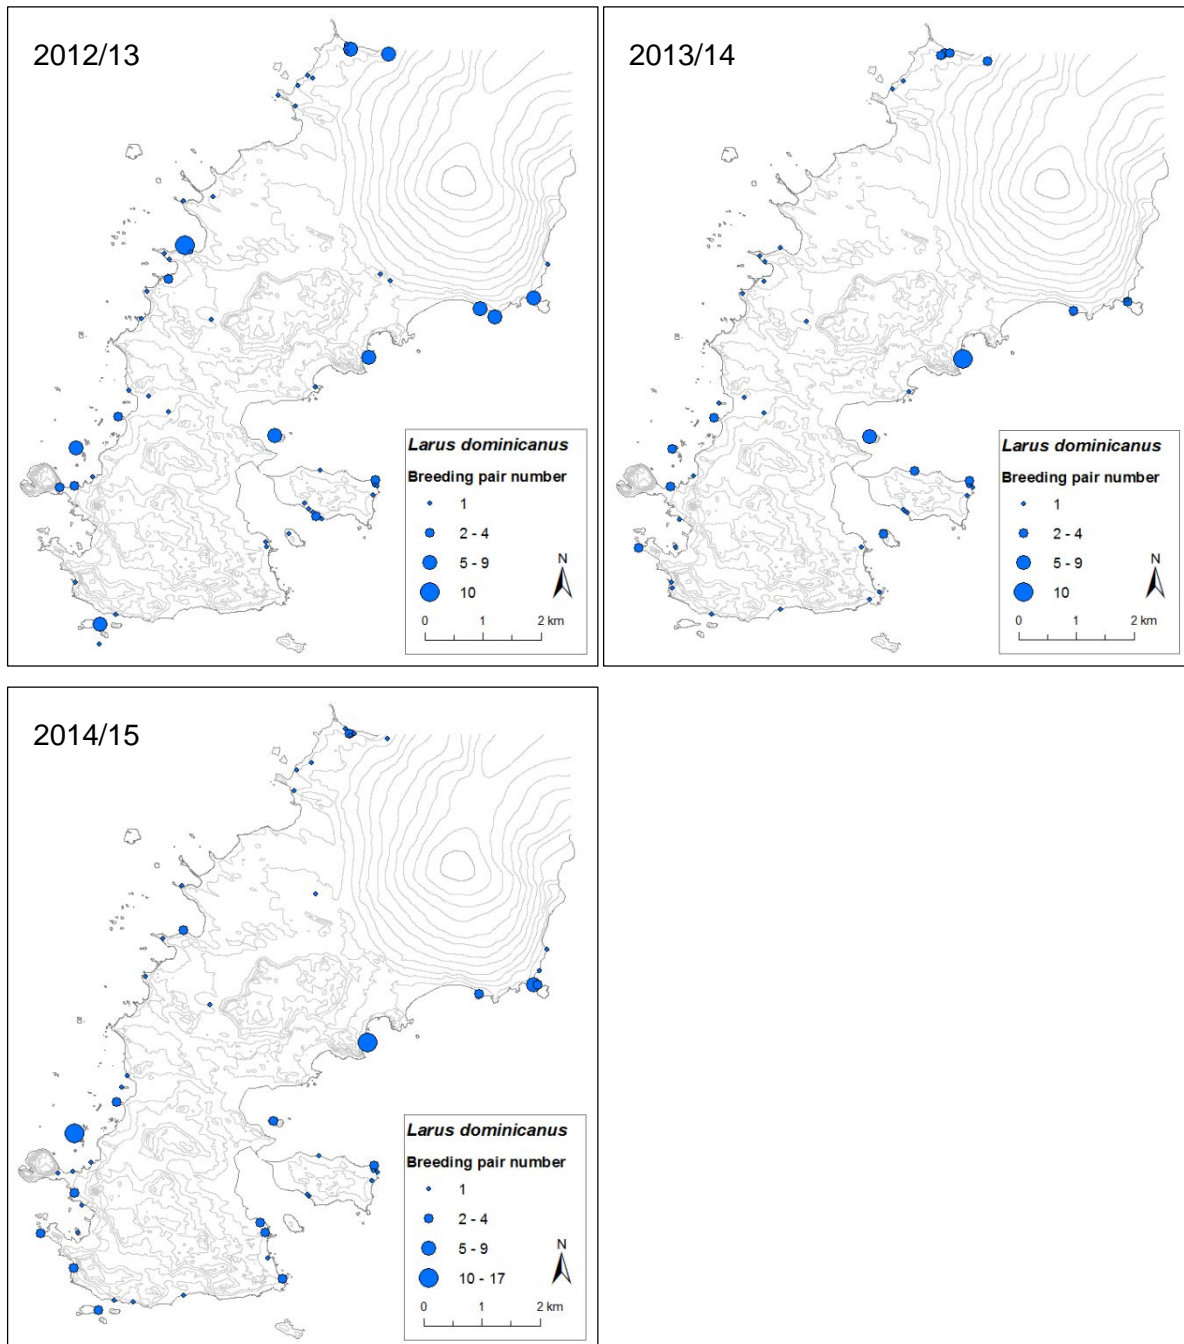 2012/13
Larus dominicanus
Breeding pair number
1
2 - 4
5 - 9
10
N
0 1 2 km
2013/14
Larus dominicanus
Breeding pair number
1
2 - 4
5 - 9
10
N
0 1 2 km
2014/15
Larus dominicanus
Breeding pair number
1
2 - 4
5 - 9
10 - 17
N
0 1 2 km